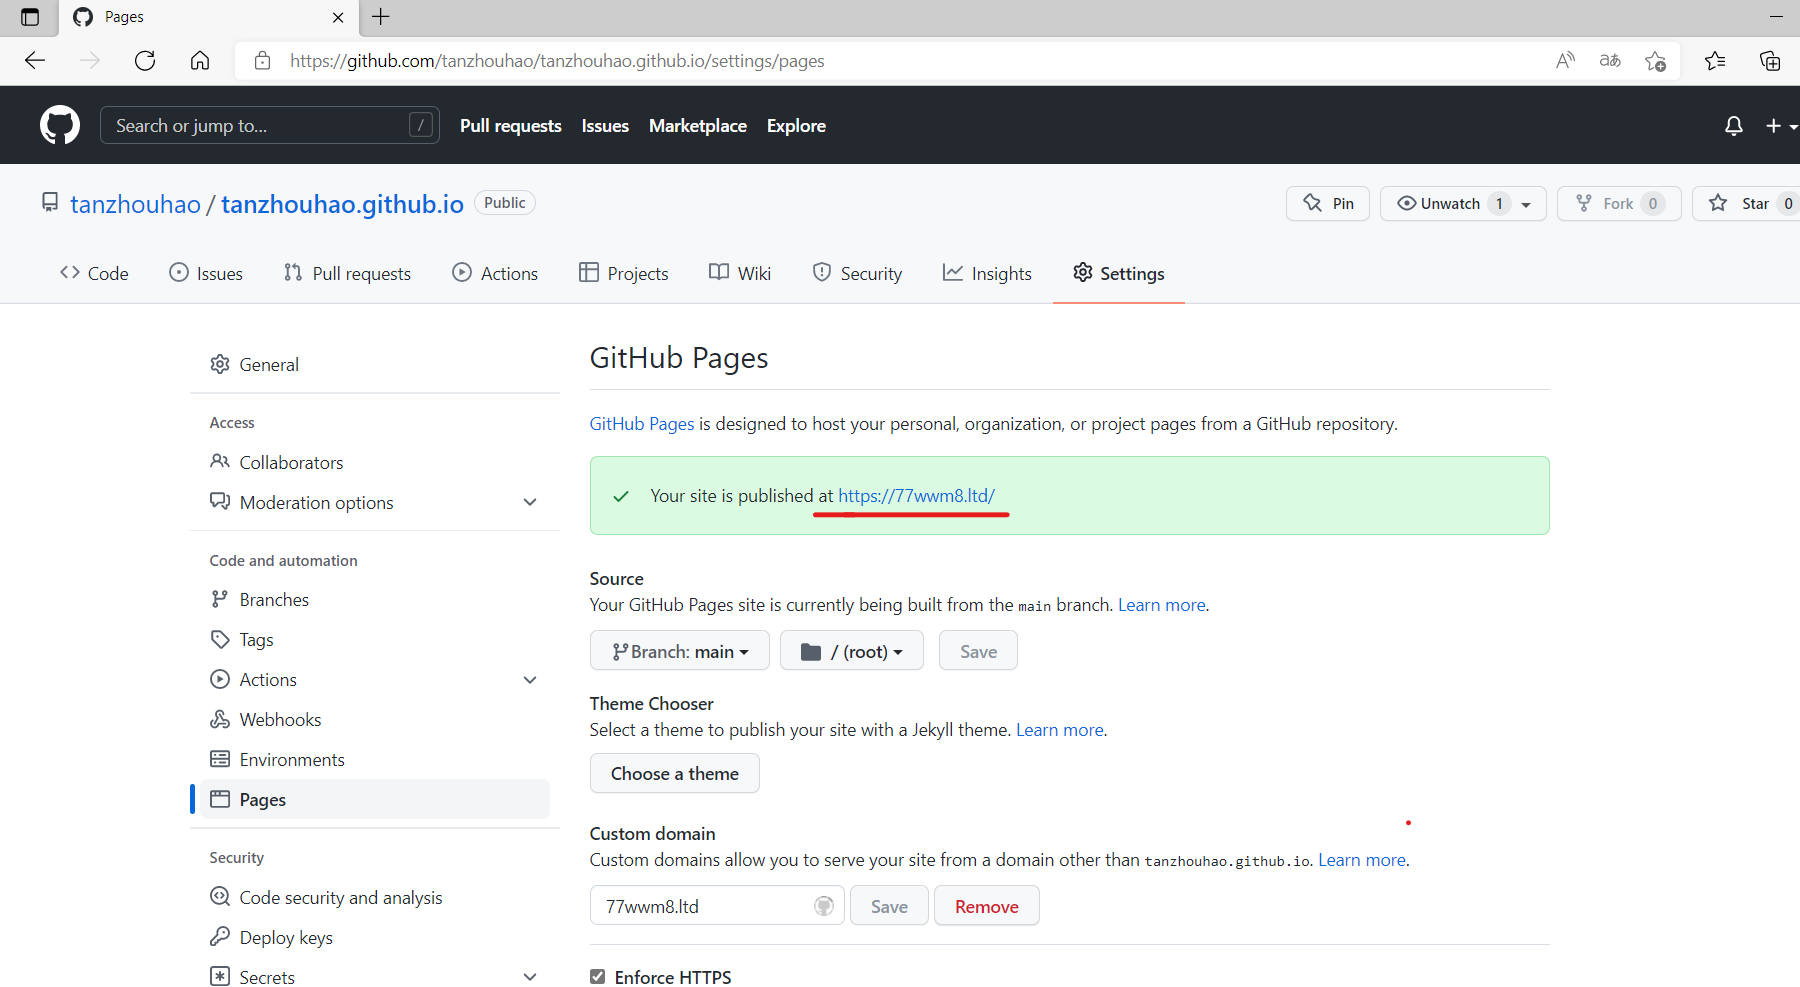 Pages
https://github.com/tanzhouhao/tanzhouhao.github.io/settings/pages
Search or jump to... /
Pull requests Issues Marketplace Explore
tanzhouhao / tanzhouhao.github.io Public
Pin Unwatch 1 Fork 0 Star 0
Code Issues Pull requests Actions Projects Wiki Security Insights Settings
General
Access
Collaborators
Moderation options
Code and automation
Branches
Tags
Actions
Webhooks
Environments
Pages
Security
Code security and analysis
Deploy keys
Secrets
GitHub Pages
GitHub Pages is designed to host your personal, organization, or project pages from a GitHub repository.
Your site is published at https://77wwm8.ltd/
Source
Your GitHub Pages site is currently being built from the main branch. Learn more.
Branch: main / (root) Save
Theme Chooser
Select a theme to publish your site with a Jekyll theme. Learn more.
Choose a theme
Custom domain
Custom domains allow you to serve your site from a domain other than tanzhouhao.github.io. Learn more.
77wwm8.ltd Save Remove
Enforce HTTPS